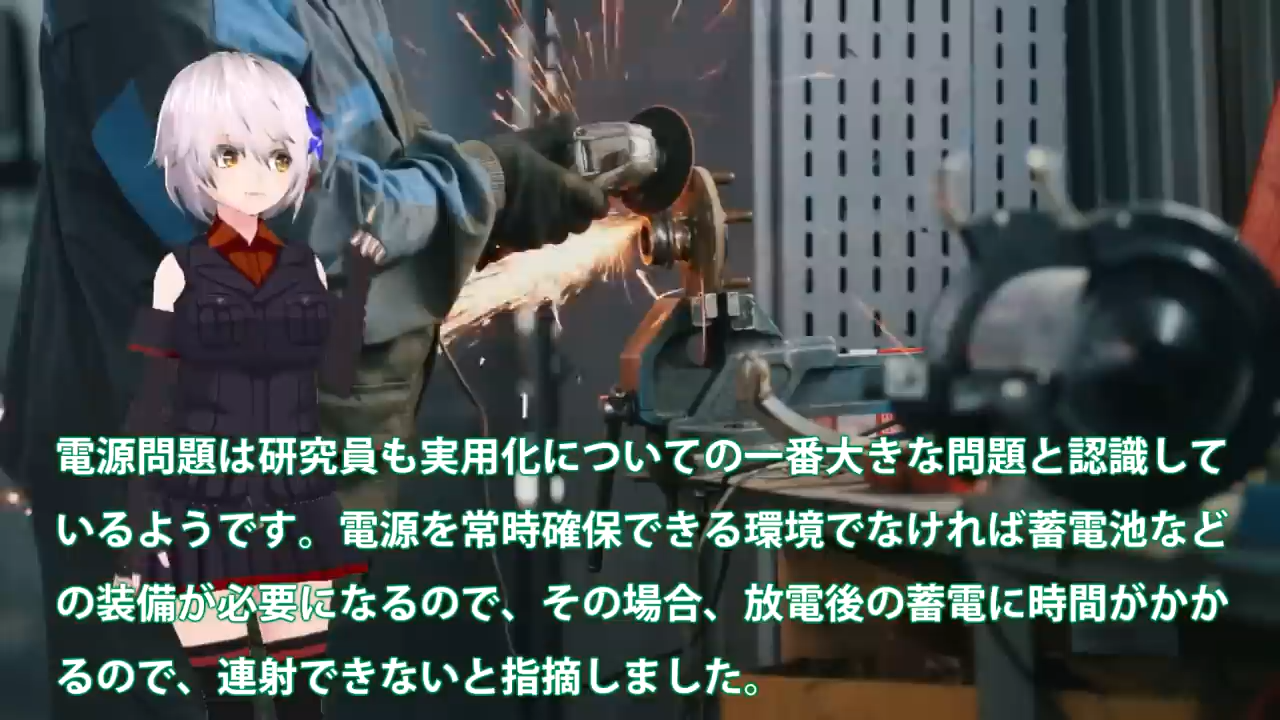 電源問題は研究員も実用化についての一番大きな問題と認識して
いるようです。電源を常時確保できる環境でなければ蓄電池など
の装備が必要になるので、その場合、放電後の蓄電に時間がかか
るので、連射できないと指摘しました。